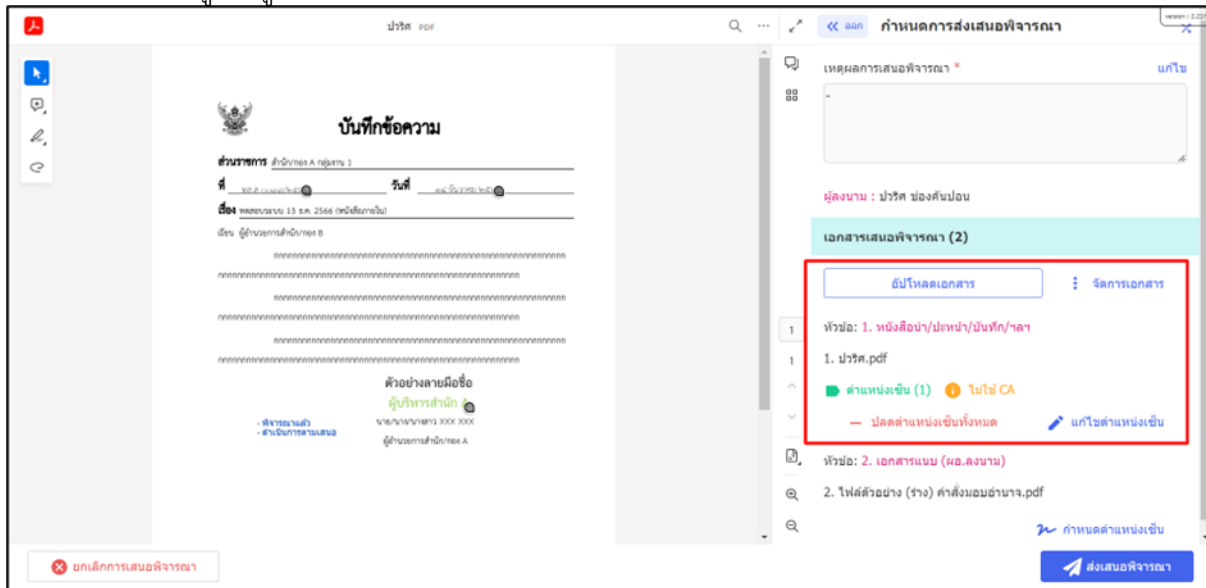 ปวริศ PDF
ลอก กำหนดการส่งเสนอพิจารณา
เหตุผลการเสนอพิจารณา * แก้ไข
-
บันทึกข้อความ
ส่วนราชการ สำนัก/กอง A กลุ่มงาน 1
ที่ วันที่
เรื่อง ทดสอบระบบ 13 ธ.ค. 2566 (หนังสือภายใน)
เรียน ผู้อำนวยการสำนัก/กอง B
ตัวอย่างลายมือชื่อ
ผู้บริหารสำนัก
- พิจารณาแล้ว
- ดำเนินการตามเสนอ
นาย/นาง/นางสาว XXX XXX
ผู้อำนวยการสำนัก/กอง A
ผู้ลงนาม : ปวริศ ช่องคันปอน
เอกสารเสนอพิจารณา (2)
อัปโหลดเอกสาร จัดการเอกสาร
หัวข้อ: 1. หนังสือนำ/ปะหน้า/บันทึก/ฯลฯ
1. ปวริศ.pdf
ตำแหน่งเซ็น (1) ไม่ใช้ CA
ปลดตำแหน่งเซ็นทั้งหมด แก้ไขตำแหน่งเซ็น
หัวข้อ: 2. เอกสารแนบ (ผอ.ลงนาม)
2. ไฟล์ตัวอย่าง (ร่าง) คำสั่งมอบอำนาจ.pdf
กำหนดตำแหน่งเซ็น
1
1
ยกเลิกการเสนอพิจารณา ส่งเสนอพิจารณา